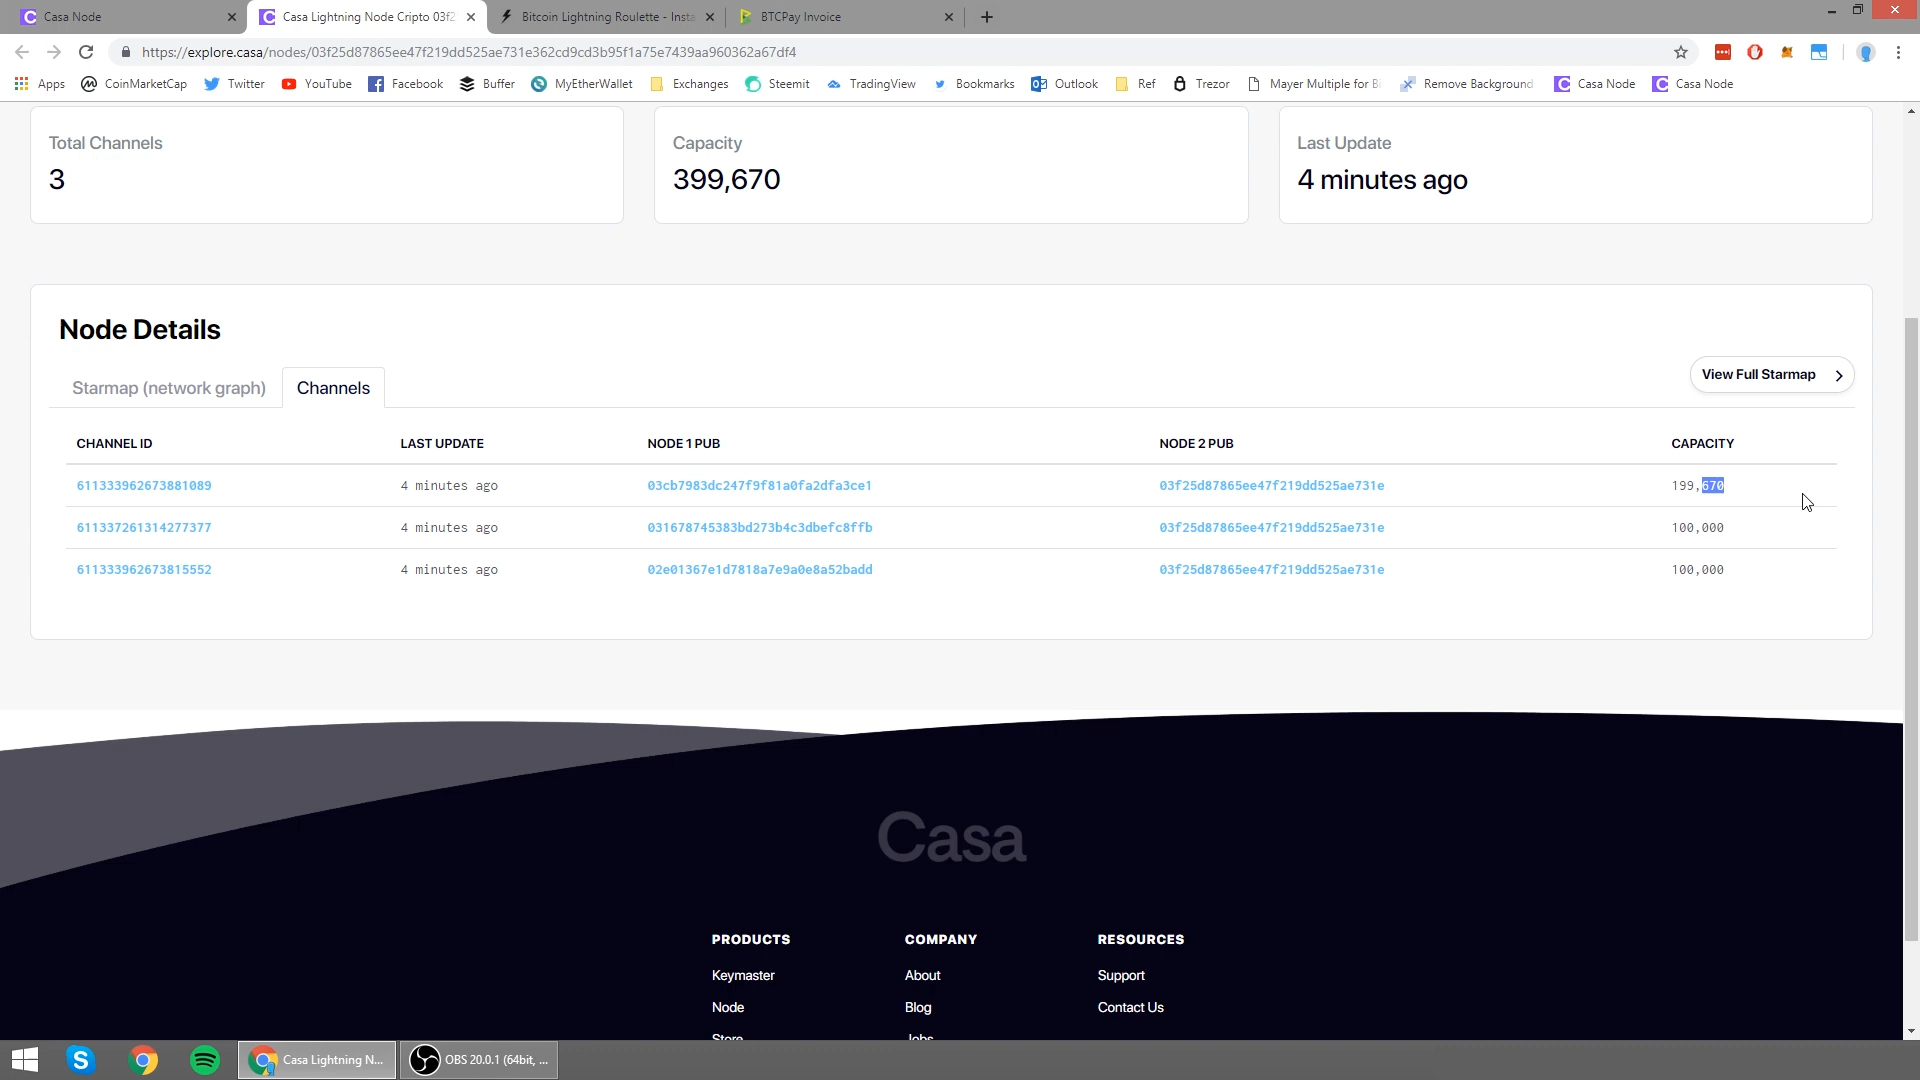 Casa Node
Casa Lightning Node Cripto 03f2
Bitcoin Lightning Roulette - Insta
BTCPay Invoice
https://explore.casa/nodes/03f25d87865ee47f219dd525ae731e362cd9cd3b95f1a75e7439aa960362a67df4
Apps CoinMarketCap Twitter YouTube Facebook Buffer MyEtherWallet Exchanges Steemit TradingView Bookmarks Outlook Ref Trezor Mayer Multiple for Bi Remove Background Casa Node Casa Node
Total Channels
3
Capacity
399,670
Last Update
4 minutes ago
Node Details
Starmap (network graph) Channels
View Full Starmap
CHANNEL ID LAST UPDATE NODE 1 PUB NODE 2 PUB CAPACITY
611333962673881089 4 minutes ago 03cb7983dc247f9f81a0fa2dfa3ce1 03f25d87865ee47f219dd525ae731e 199,670
611337261314277377 4 minutes ago 031678745383bd273b4c3dbefc8ffb 03f25d87865ee47f219dd525ae731e 100,000
611333962673815552 4 minutes ago 02e01367e1d7818a7e9a0e8a52badd 03f25d87865ee47f219dd525ae731e 100,000
Casa
PRODUCTS
Keymaster
Node
Store
COMPANY
About
Blog
Jobs
RESOURCES
Support
Contact Us
Casa Lightning N...
OBS 20.0.1 (64bit, ...